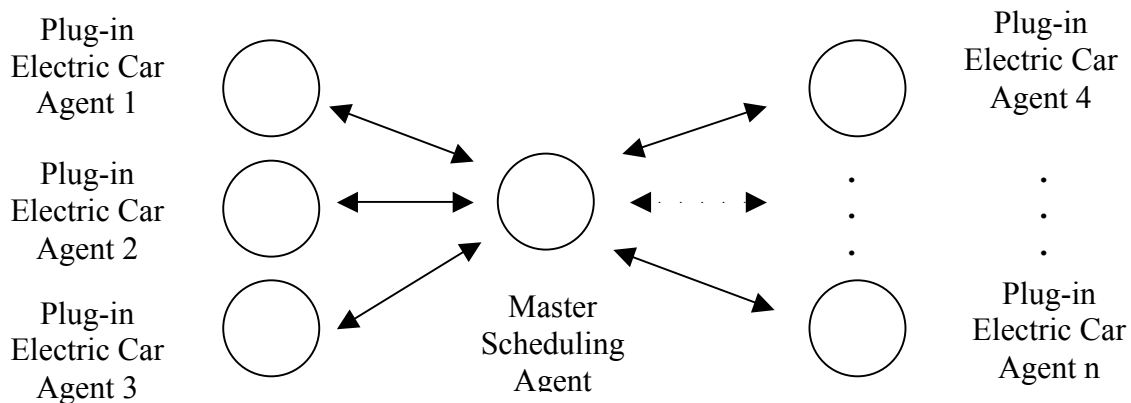 Plug-in
Electric Car
Agent 1
Plug-in
Electric Car
Agent 2
Plug-in
Electric Car
Agent 3
Master
Scheduling
Agent
Plug-in
Electric Car
Agent 4
Plug-in
Electric Car
Agent n